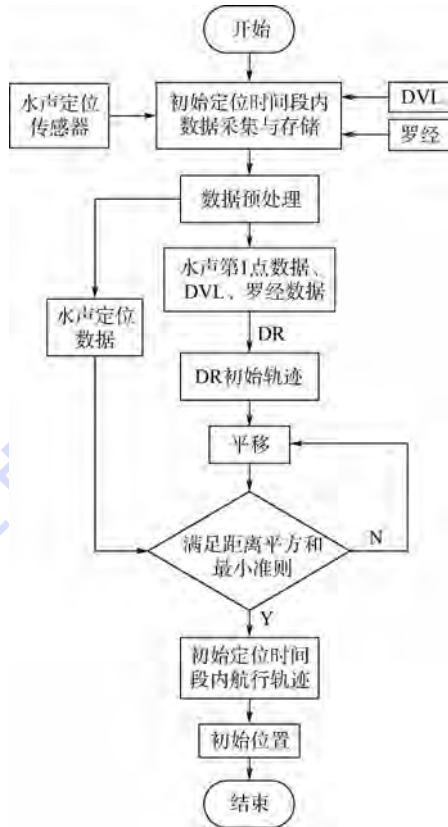 开始
水声定位
传感器
初始定位时间段内
数据采集与存储
DVL
罗经
数据预处理
水声第1点数据、
DVL、罗经数据
水声定位
数据
DR
DR初始轨迹
平移
满足距离平方和
最小准则
N
Y
初始定位时间
段内航行轨迹
初始位置
结束